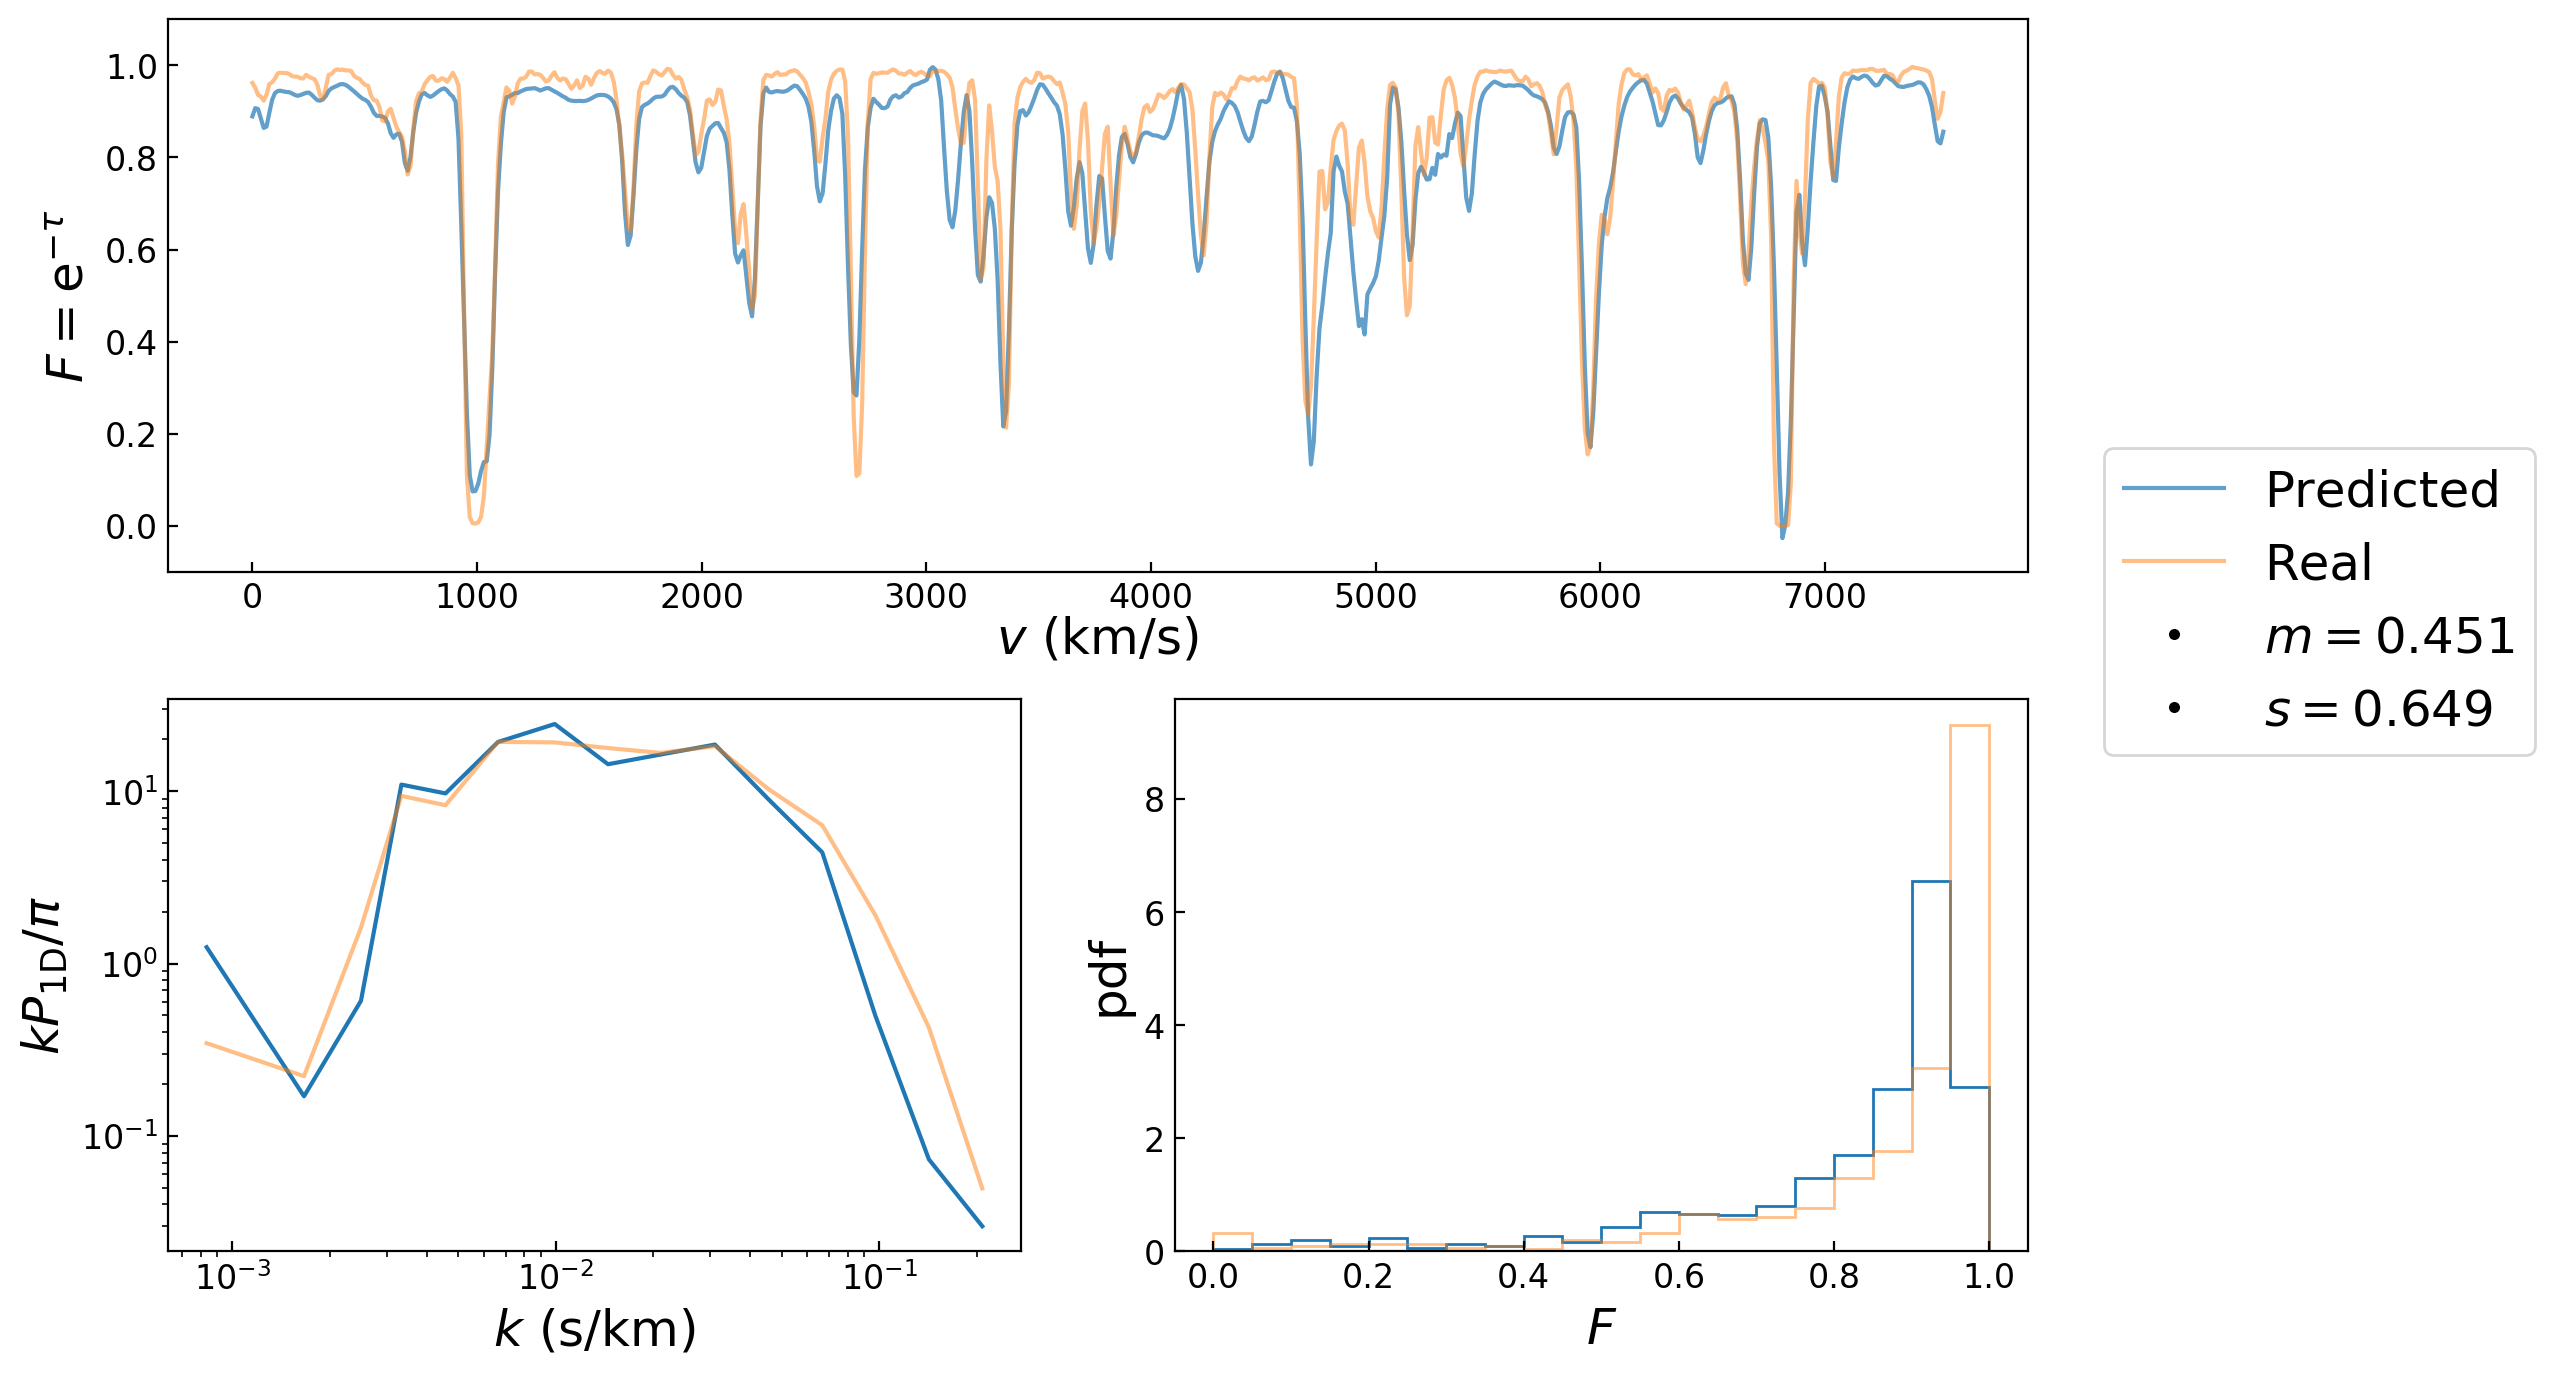 1.0
0.8
0.6
0.4
0.2
0.0
F = e^{−τ}
0 1000 2000 3000 4000 5000 6000 7000
v (km/s)
Predicted
Real
m = 0.451
s = 0.649
10^1
10^0
10^{−1}
kP_{1D}/π
10^{−3} 10^{−2} 10^{−1}
k (s/km)
8
6
4
2
0
pdf
0.0 0.2 0.4 0.6 0.8 1.0
F